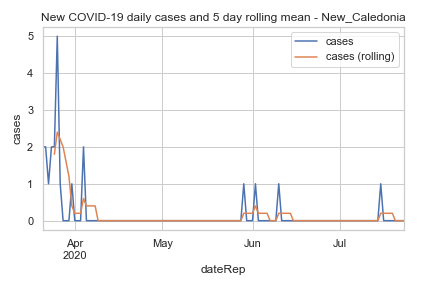 New COVID-19 daily cases and 5 day rolling mean - New_Caledonia
cases
cases (rolling)
5
4
3
2
1
0
cases
Apr
2020
May
Jun
Jul
dateRep